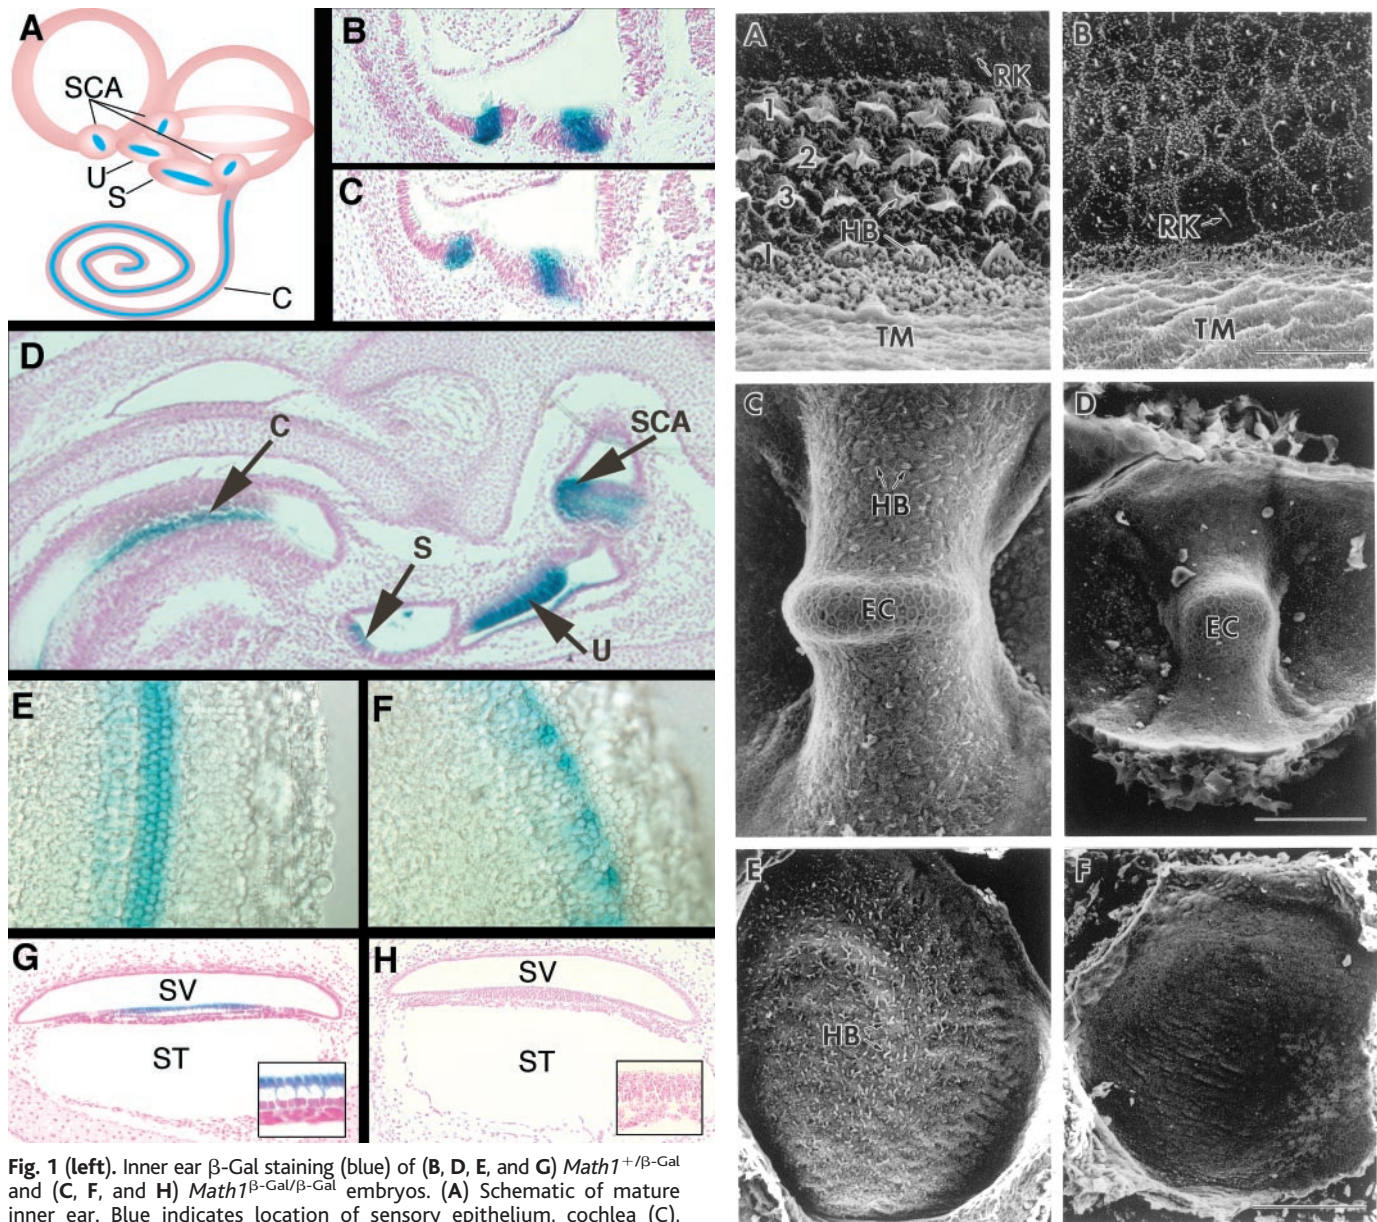 A
SCA
U
S
C
B
C
D
C
SCA
S
U
E
F
G
SV
ST
H
SV
ST
Fig. 1 (left). Inner ear β-Gal staining (blue) of (B, D, E, and G) Math1+/β-Gal
and (C, F, and H) Math1β-Gal/β-Gal embryos. (A) Schematic of mature
inner ear. Blue indicates location of sensory epithelium. cochlea (C).
A
RK
1
2
3
HB
I
TM
B
RK
TM
C
HB
EC
D
EC
E
HB
F